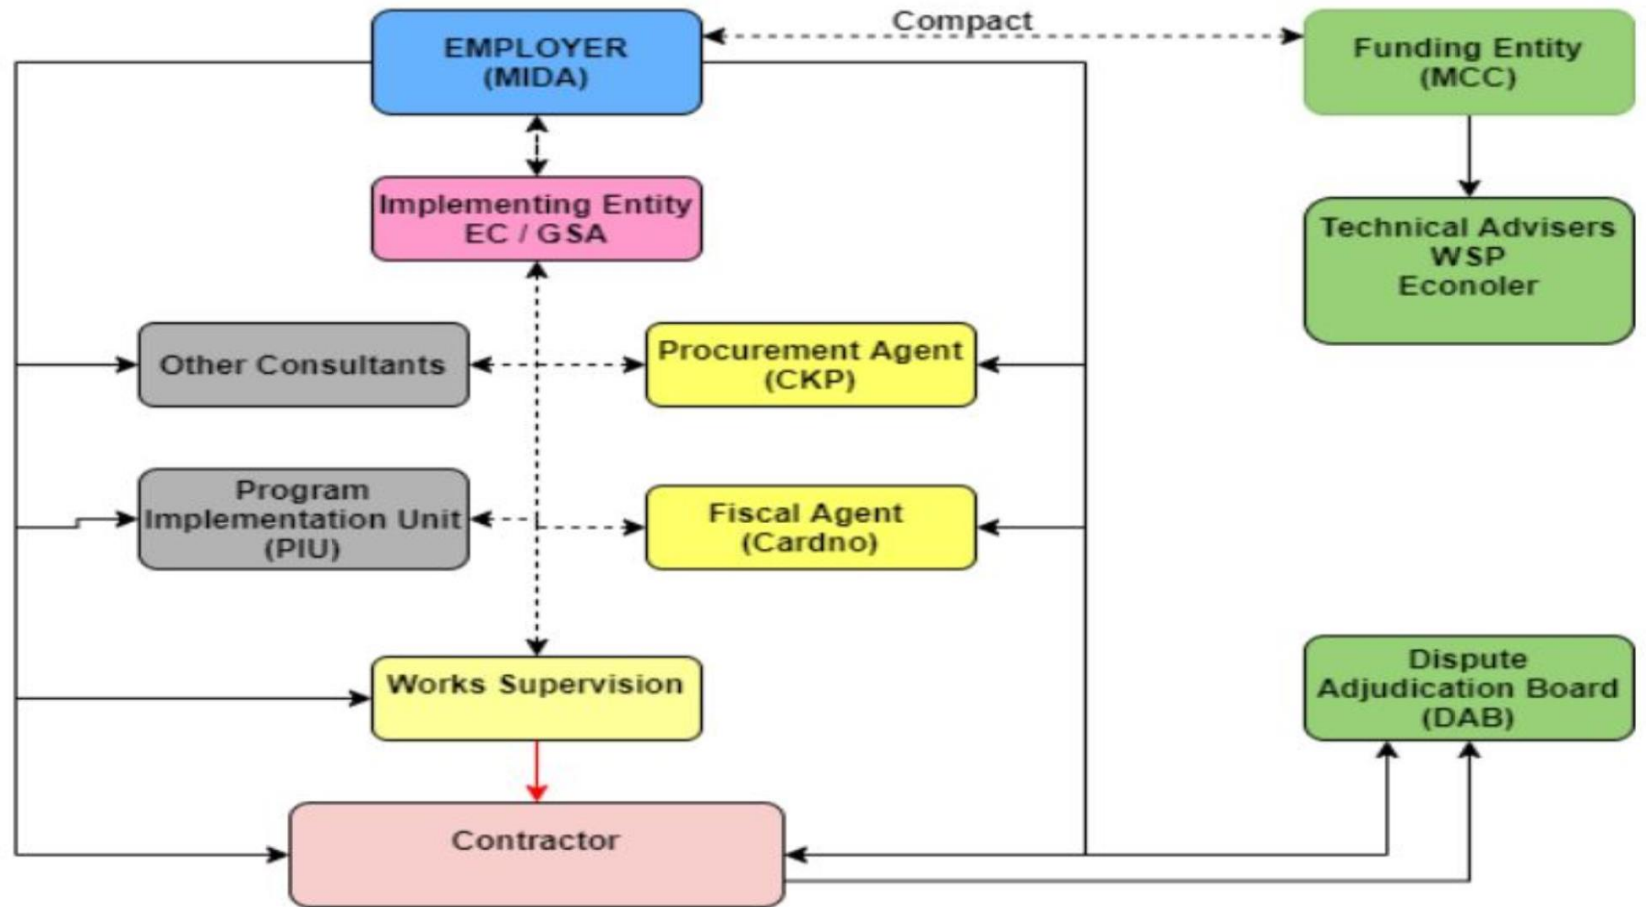 Compact
EMPLOYER
(MIDA)
Funding Entity
(MCC)
Implementing Entity
EC / GSA
Technical Advisers
WSP
Econoler
Other Consultants
Procurement Agent
(CKP)
Program
Implementation Unit
(PIU)
Fiscal Agent
(Cardno)
Works Supervision
Dispute
Adjudication Board
(DAB)
Contractor